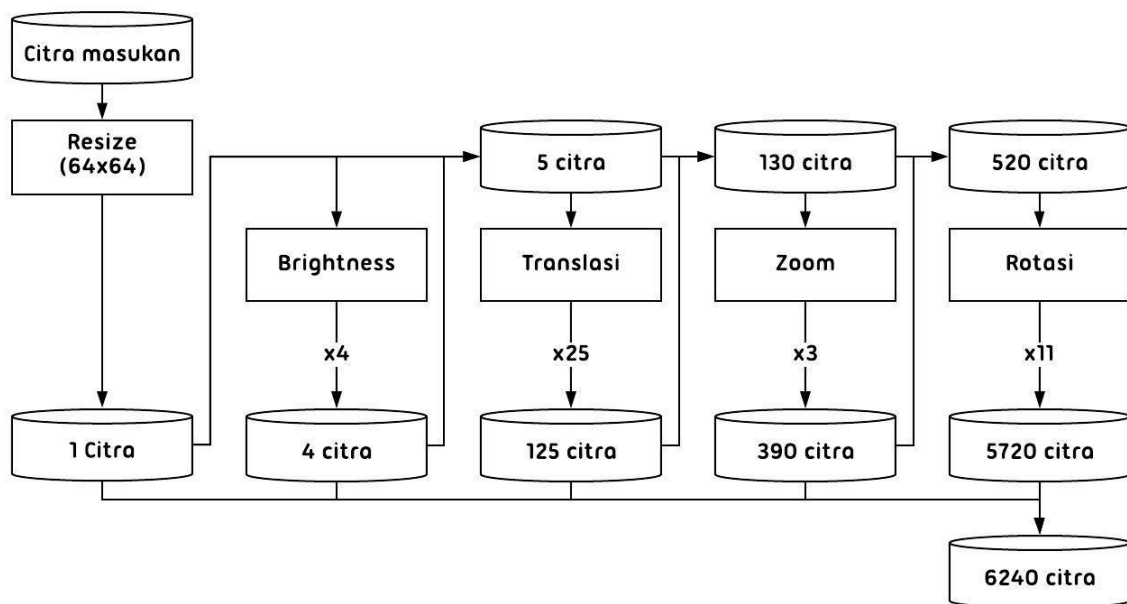 Citra masukan
Resize
(64x64)
5 citra
130 citra
520 citra
Brightness
Translasi
Zoom
Rotasi
x4
x25
x3
x11
1 Citra
4 citra
125 citra
390 citra
5720 citra
6240 citra